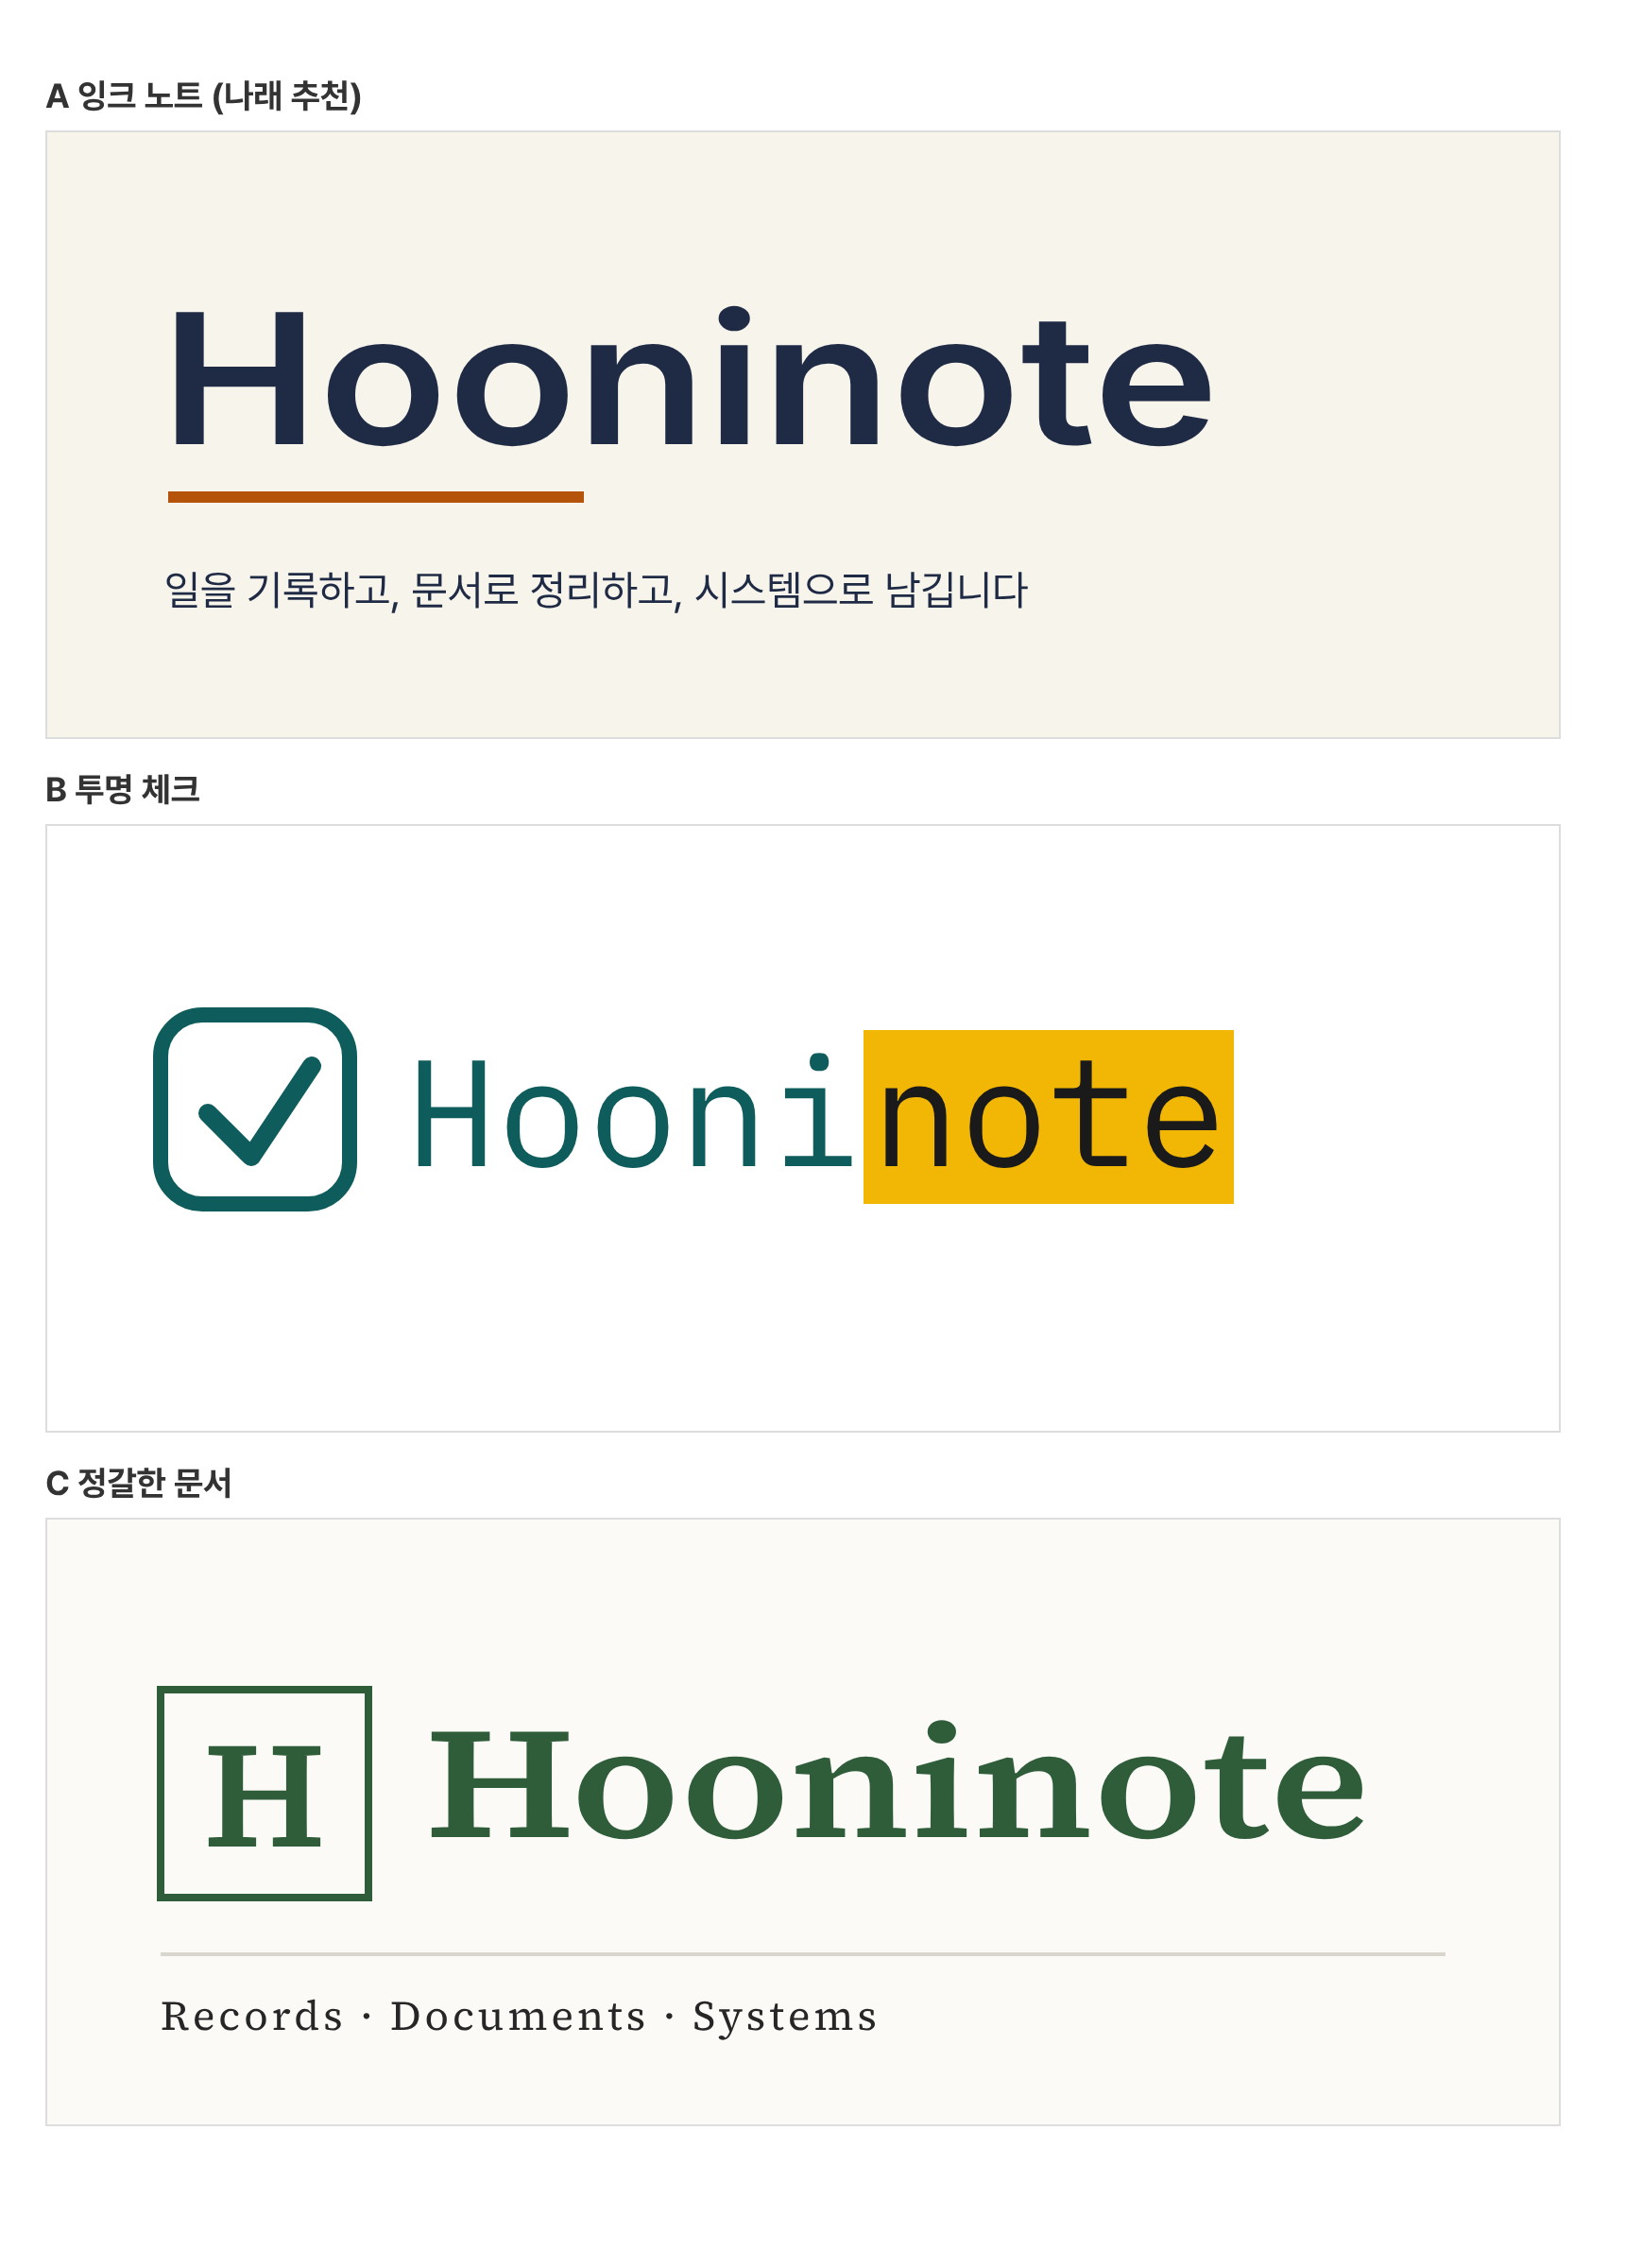 A 잉크 노트 (나래 추천)
Hooninote
일을 기록하고, 문서로 정리하고, 시스템으로 남깁니다
B 투명 체크
Hooninote
C 정갈한 문서
H Hooninote
Records · Documents · Systems